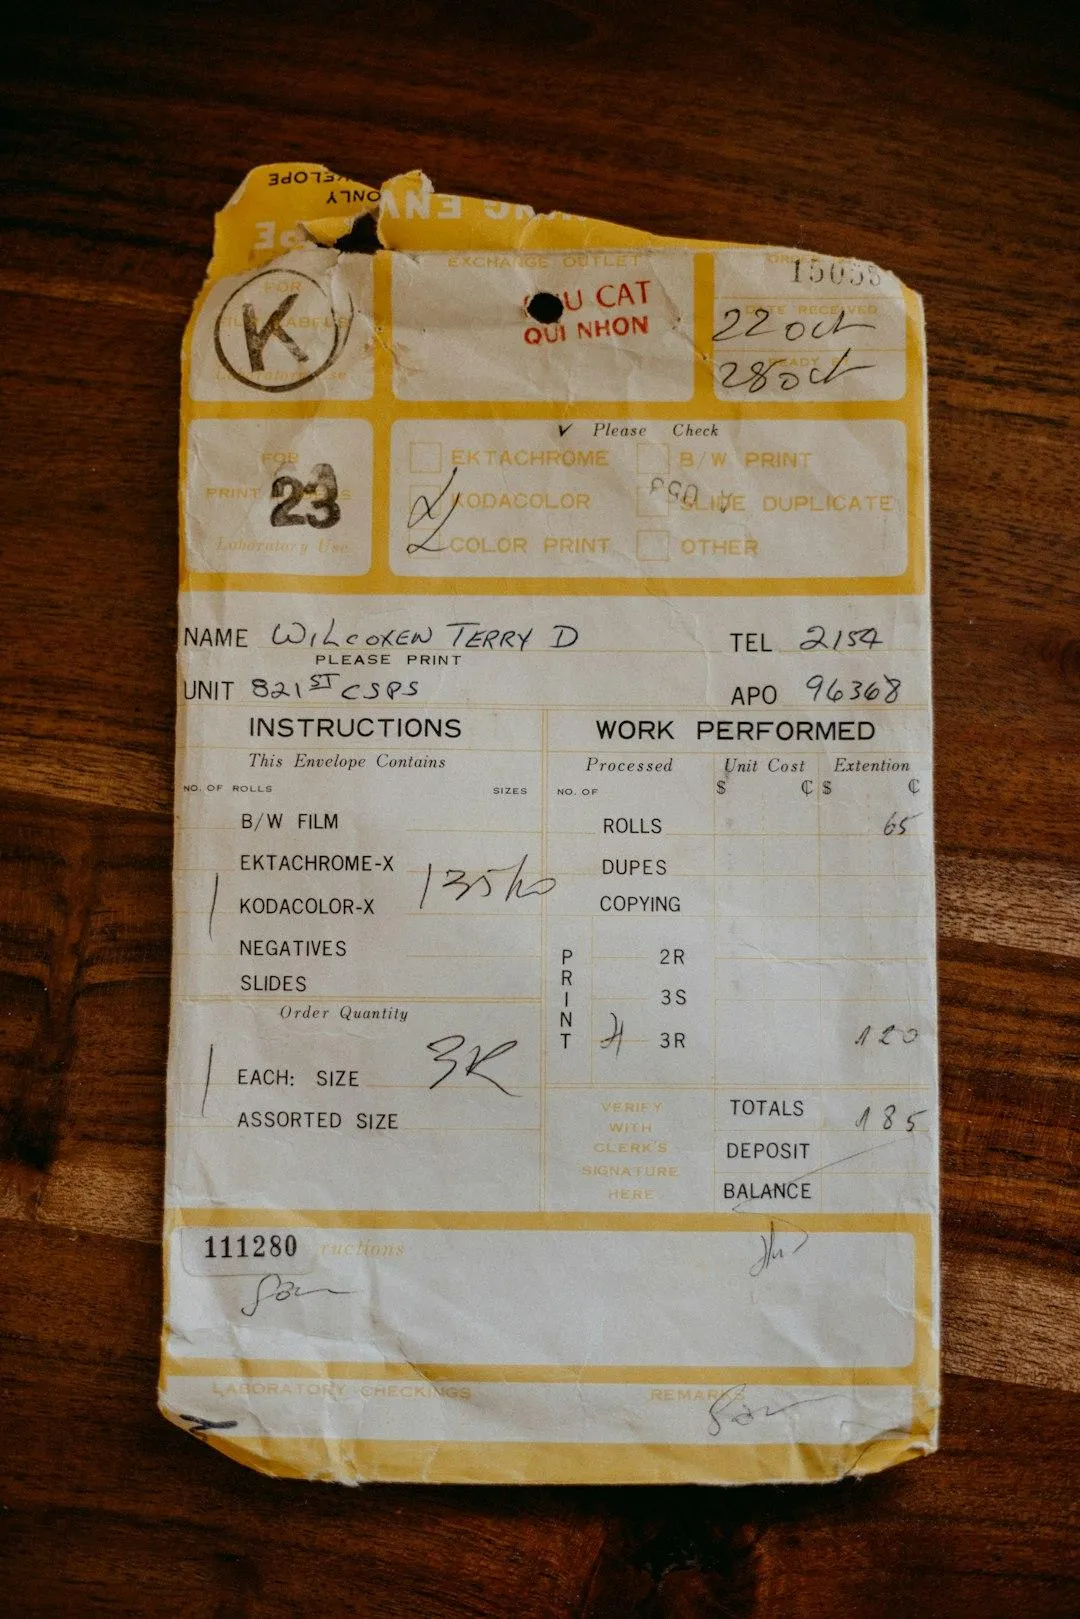 ENVELOPE
ONLY
EXCHANGE OUTLET
15055
FOR
K
CAT
QUI NHON
DATE RECEIVED
22 oct
READY
28 oct
✓ Please Check
EKTACHROME
B/W PRINT
FOR
PRINT
23
Laboratory Use
KODACOLOR
SLIDE DUPLICATE
COLOR PRINT
OTHER
NAME WILCOXEN TERRY D
TEL 2154
PLEASE PRINT
UNIT 821ST CSPS
APO 96368
INSTRUCTIONS
WORK PERFORMED
This Envelope Contains
Processed
Unit Cost
Extention
NO. OF ROLLS
SIZES
NO. OF
$ ¢ $ ¢
B/W FILM
ROLLS
65
EKTACHROME-X
DUPES
1 KODACOLOR-X
COPYING
NEGATIVES
SLIDES
PRINT
2R
Order Quantity
3S
3R
120
1 EACH: SIZE 3R
ASSORTED SIZE
VERIFY
WITH
CLERK'S
SIGNATURE
HERE
TOTALS 185
DEPOSIT
BALANCE
111280
LABORATORY CHECKINGS
REMARKS